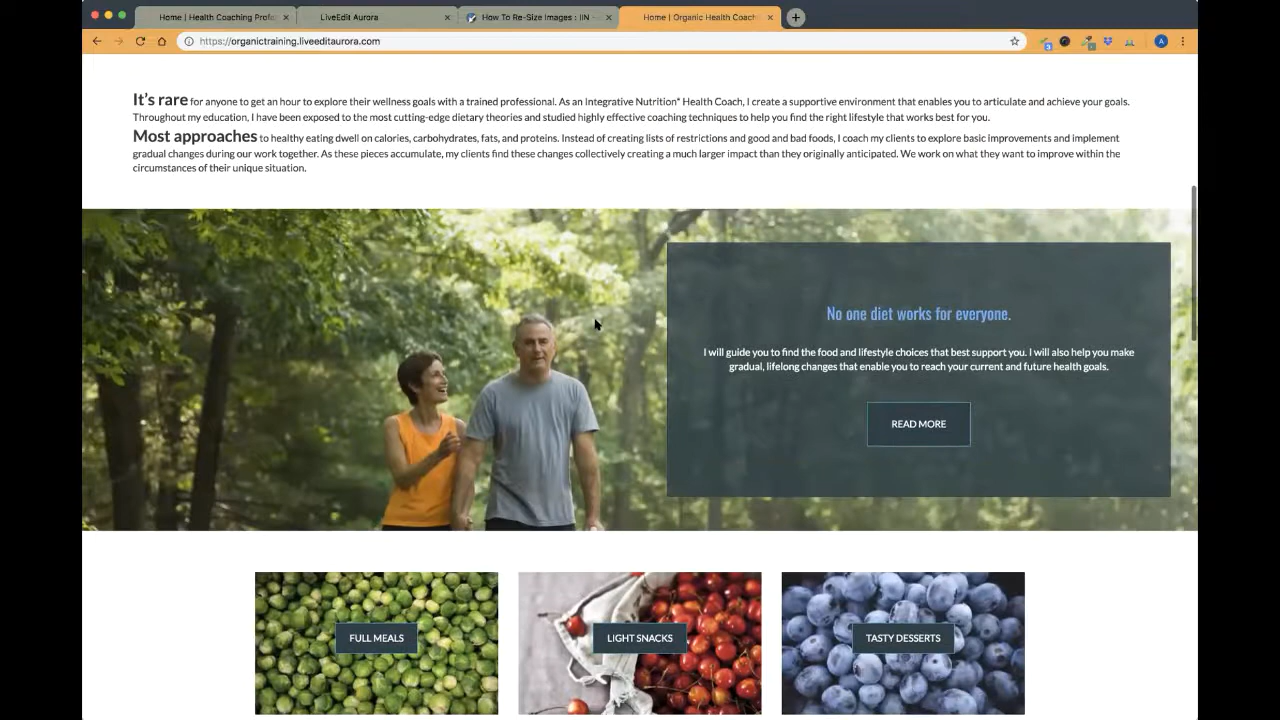 Home | Health Coaching Prof
LiveEdit Aurora
How To Re-Size Images : IIN
Home | Organic Health Coach
https://organictraining.liveeditaurora.com
It's rare for anyone to get an hour to explore their wellness goals with a trained professional. As an Integrative Nutrition* Health Coach, I create a supportive environment that enables you to articulate and achieve your goals.
Throughout my education, I have been exposed to the most cutting-edge dietary theories and studied highly effective coaching techniques to help you find the right lifestyle that works best for you.
Most approaches to healthy eating dwell on calories, carbohydrates, fats, and proteins. Instead of creating lists of restrictions and good and bad foods, I coach my clients to explore basic improvements and implement
gradual changes during our work together. As these pieces accumulate, my clients find these changes collectively creating a much larger impact than they originally anticipated. We work on what they want to improve within the
circumstances of their unique situation.
No one diet works for everyone.
I will guide you to find the food and lifestyle choices that best support you. I will also help you make
gradual, lifelong changes that enable you to reach your current and future health goals.
READ MORE
FULL MEALS
LIGHT SNACKS
TASTY DESSERTS